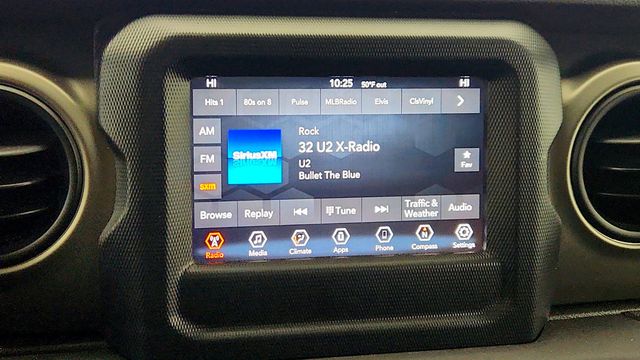 HI 10:25 50°F out HI
Hits 1 80s on 8 Pulse MLBRadio Elvis ClsVinyl
AM
FM
sxm
SiriusXM
Rock
32 U2 X-Radio
U2
Bullet The Blue
Fav
Browse Replay Tune Traffic & Weather Audio
Radio Media Climate Apps Phone Compass Settings